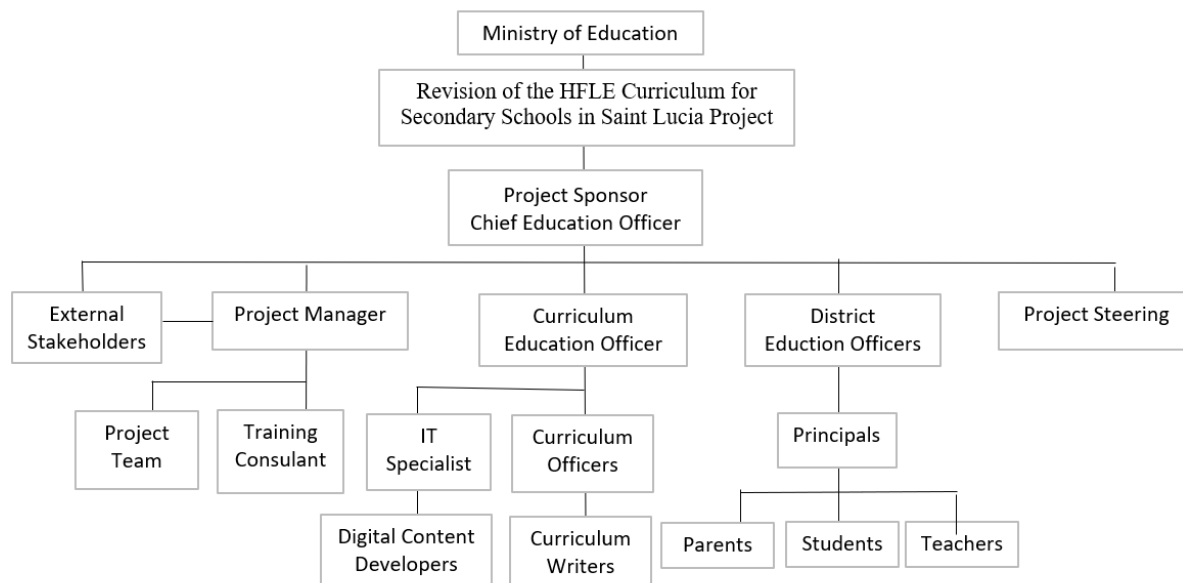 Ministry of Education
Revision of the HFLE Curriculum for
Secondary Schools in Saint Lucia Project
Project Sponsor
Chief Education Officer
External
Stakeholders
Project Manager
Curriculum
Education Officer
District
Eduction Officers
Project Steering
Project
Team
Training
Consulant
IT
Specialist
Curriculum
Officers
Principals
Digital Content
Developers
Curriculum
Writers
Parents
Students
Teachers